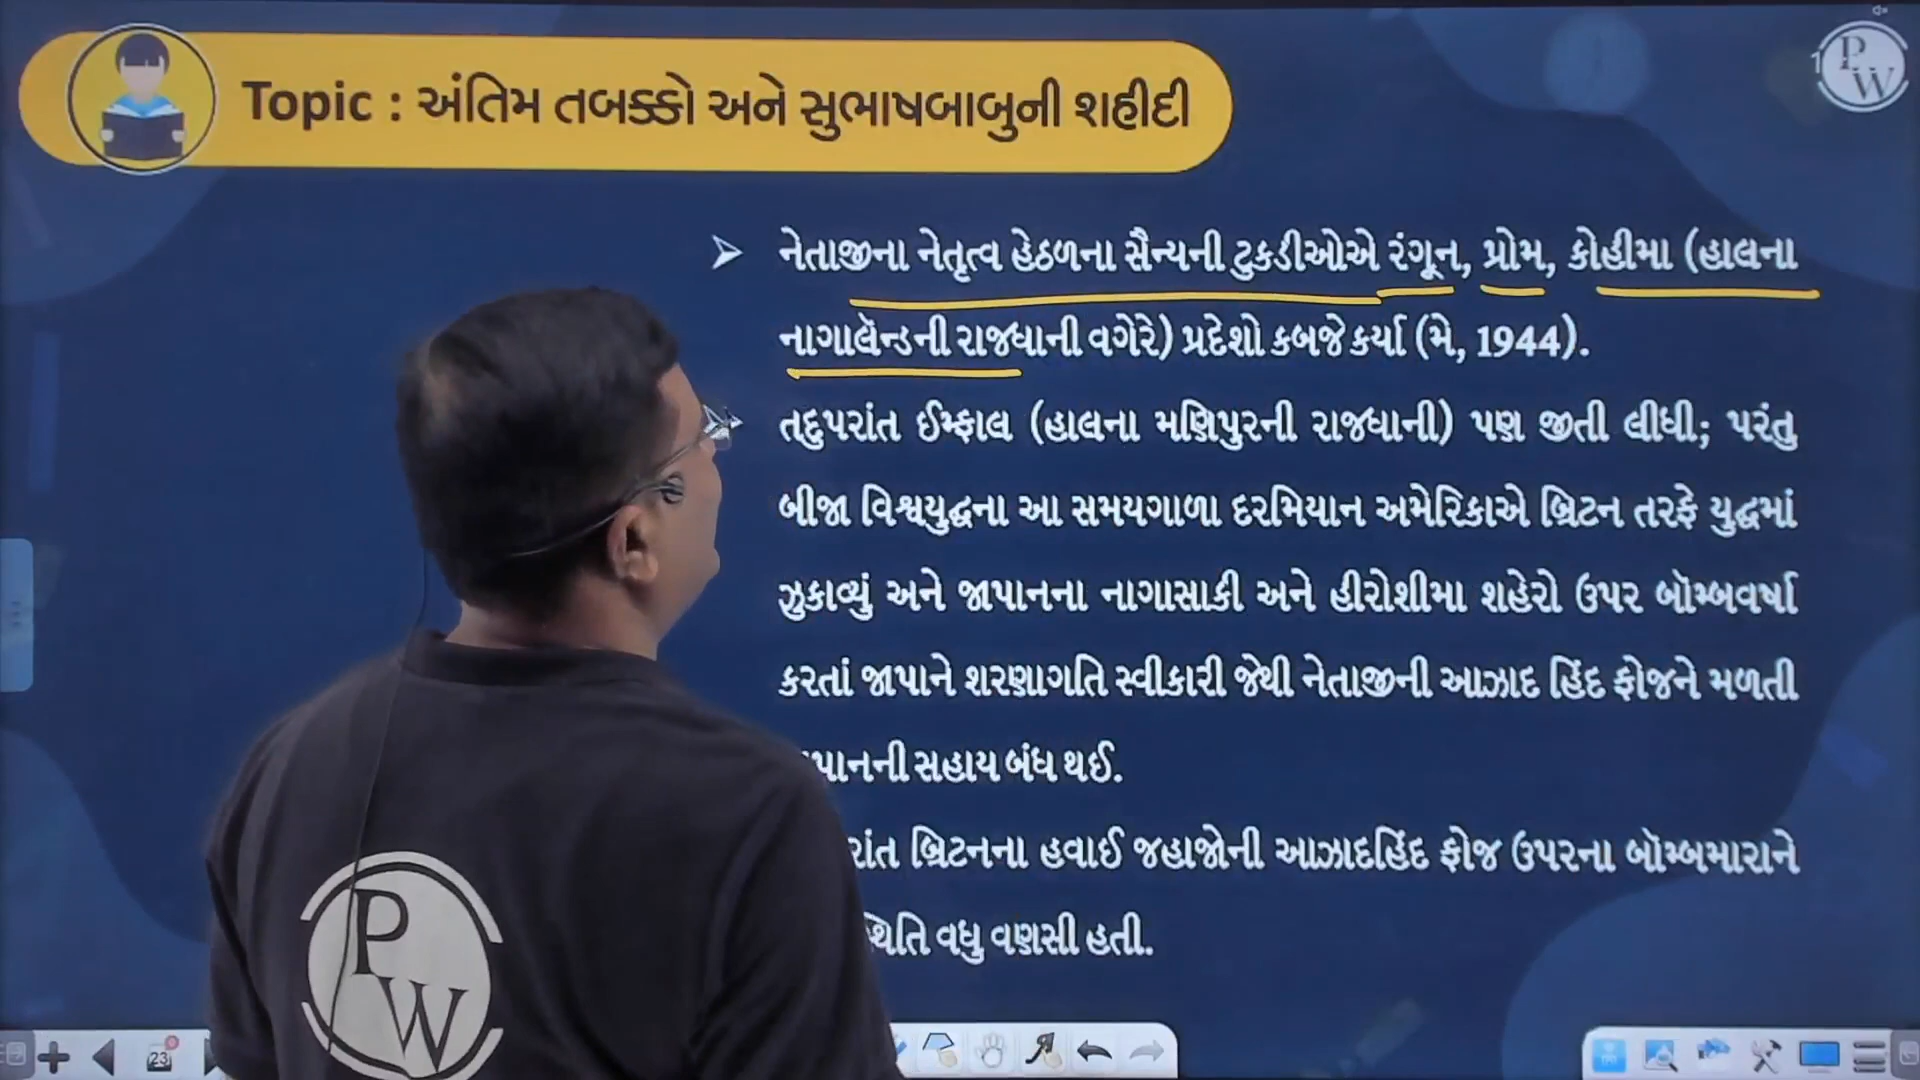 Topic : અંતિમ તબક્કો અને સુભાષબાબુની શહીદી
PW
નેતાજીના નેતૃત્વ હેઠળના સૈન્યની ટુકડીઓએ રંગૂન, પ્રોમ, કોહીમા (હાલના
નાગાલૅન્ડની રાજધાની વગેરે) પ્રદેશો કબજે કર્યા (મે, 1944).
તદુપરાંત ઈમ્ફાલ (હાલના મણિપુરની રાજધાની) પણ જીતી લીધી; પરંતુ
બીજા વિશ્વયુદ્ધના આ સમયગાળા દરમિયાન અમેરિકાએ બ્રિટન તરફે યુદ્ધમાં
ઝુકાવ્યું અને જાપાનના નાગાસાકી અને હીરોશીમા શહેરો ઉપર બૉમ્બવર્ષા
કરતાં જાપાને શરણાગતિ સ્વીકારી જેથી નેતાજીની આઝાદ હિંદ ફોજને મળતી
સહાય બંધ થઈ.
બ્રિટનના હવાઈ જહાજોની આઝાદહિંદ ફોજ ઉપરના બૉમ્બમારાને
વધુ વણસી હતી.
PW
23